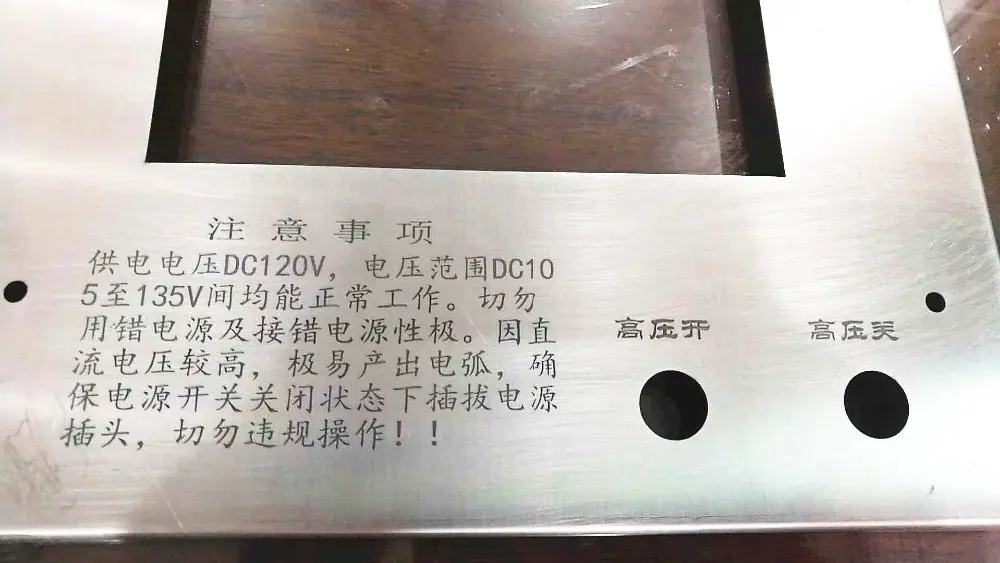 注意事项
供电电压DC120V，电压范围DC10
5至135V间均能正常工作。切勿
用错电源及接错电源性极。因直
流电压较高，极易产出电弧，确
保电源开关关闭状态下插拔电源
插头，切勿违规操作！！
高压开
高压关